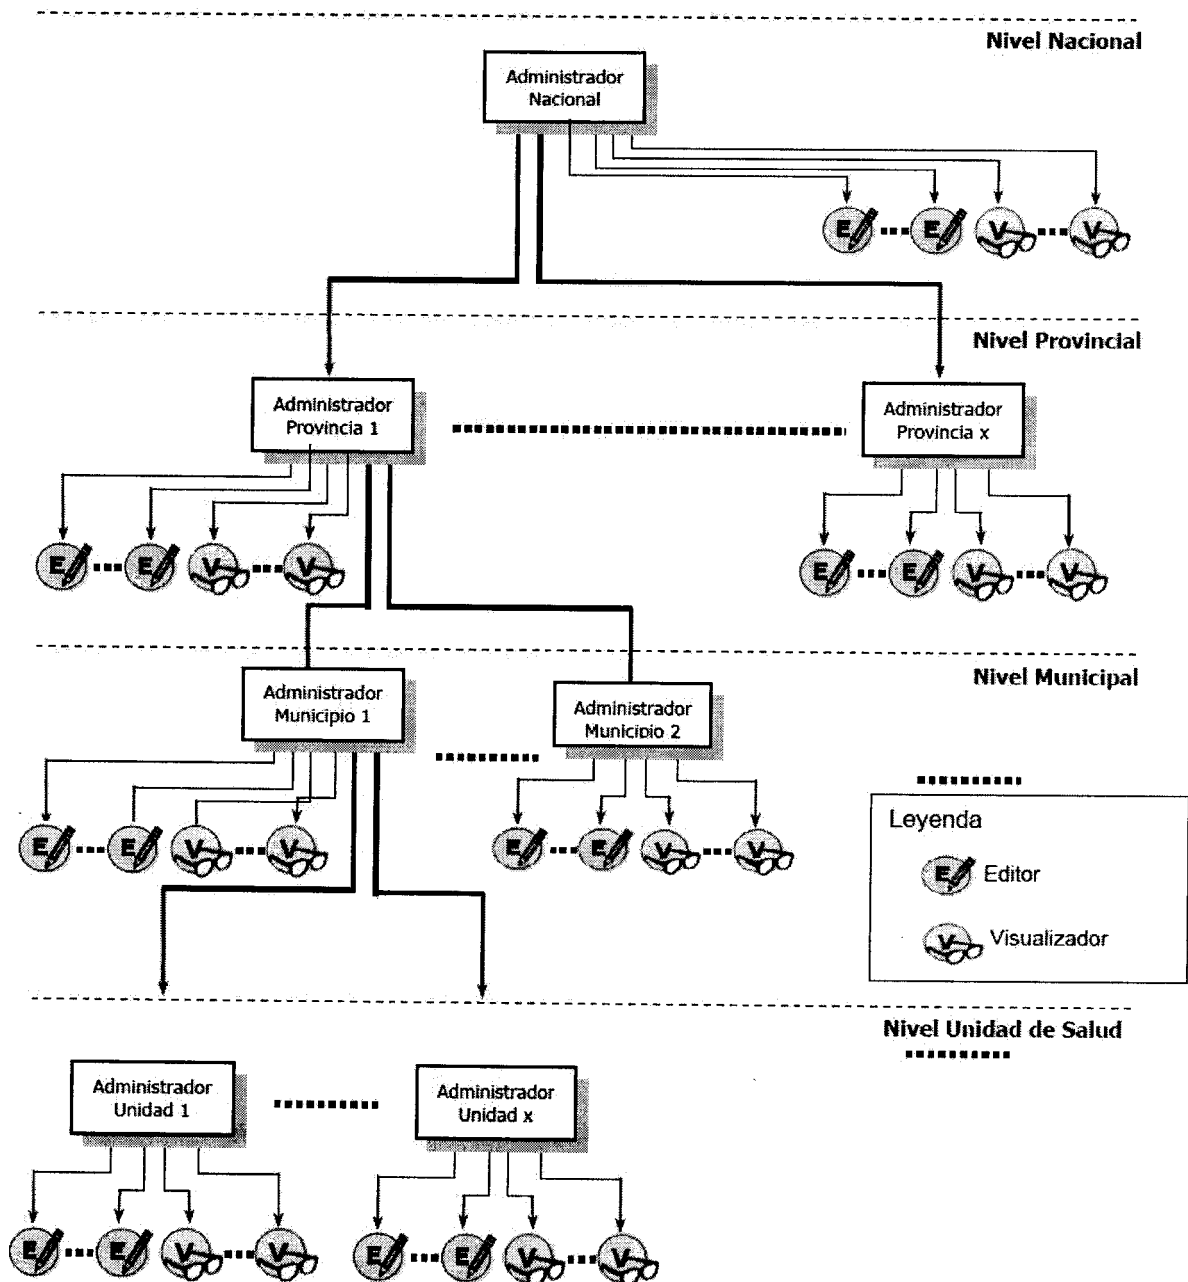 Nivel Nacional
Administrador
Nacional
E E V V
Nivel Provincial
Administrador
Provincia 1
Administrador
Provincia x
E E V V
E E V V
Nivel Municipal
Administrador
Municipio 1
Administrador
Municipio 2
E E V V
E E V V
Leyenda
E Editor
V Visualizador
Nivel Unidad de Salud
Administrador
Unidad 1
Administrador
Unidad x
E E V V
E E V V